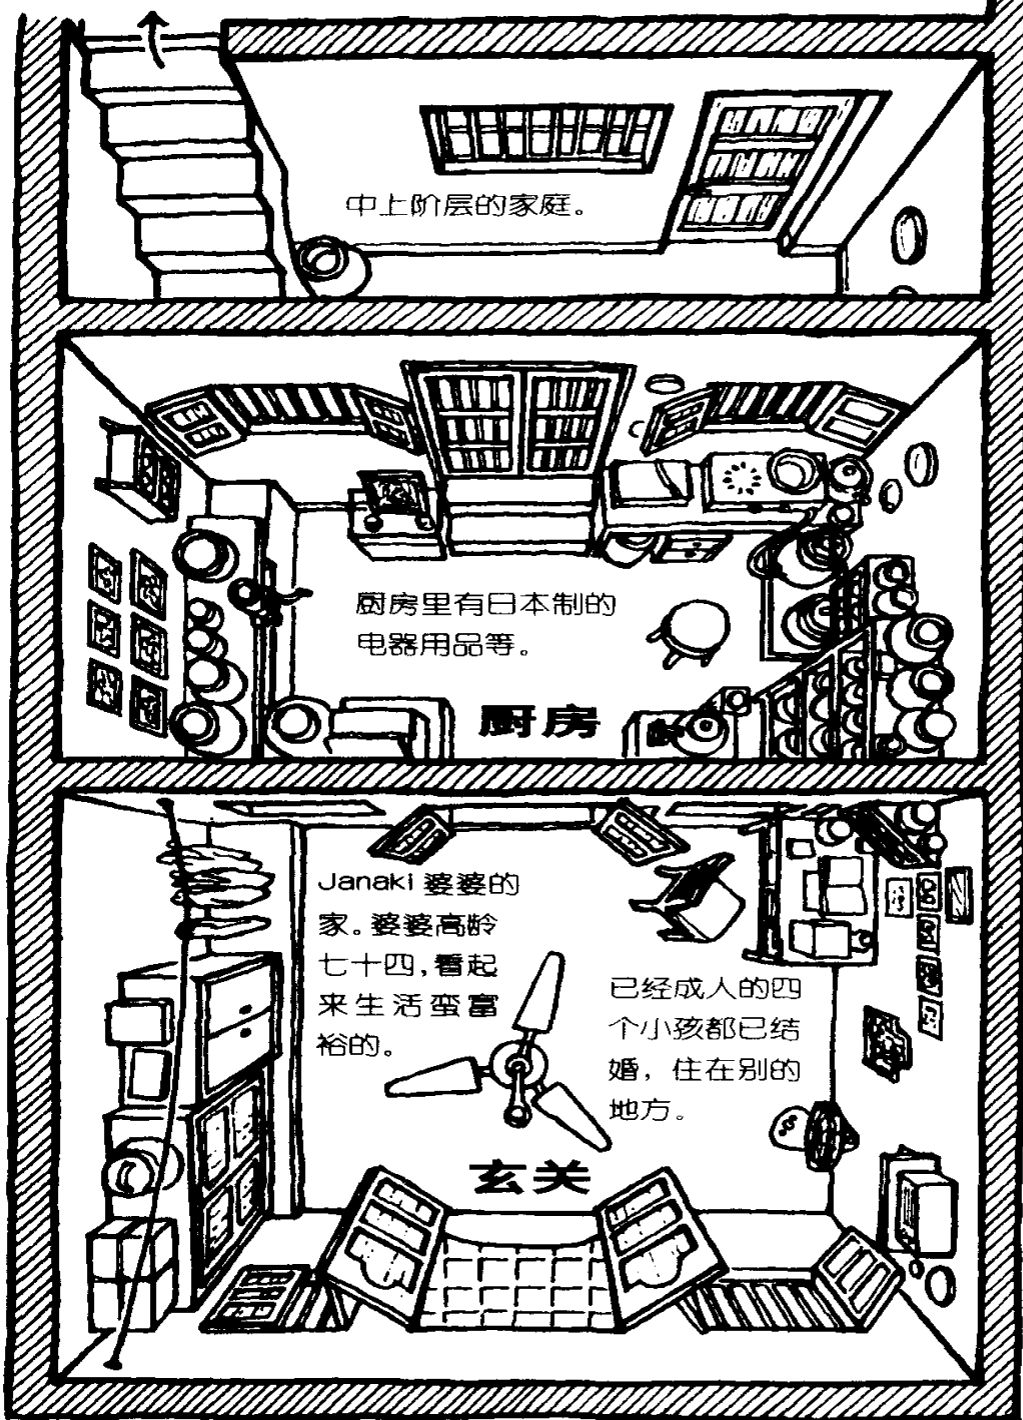 中上阶层的家庭。
厨房里有日本制的
电器用品等。
厨房
Janaki 婆婆的
家。婆婆高龄
七十四，看起
来生活蛮富
裕的。
已经成人的四
个小孩都已结
婚，住在别的
地方。
玄关